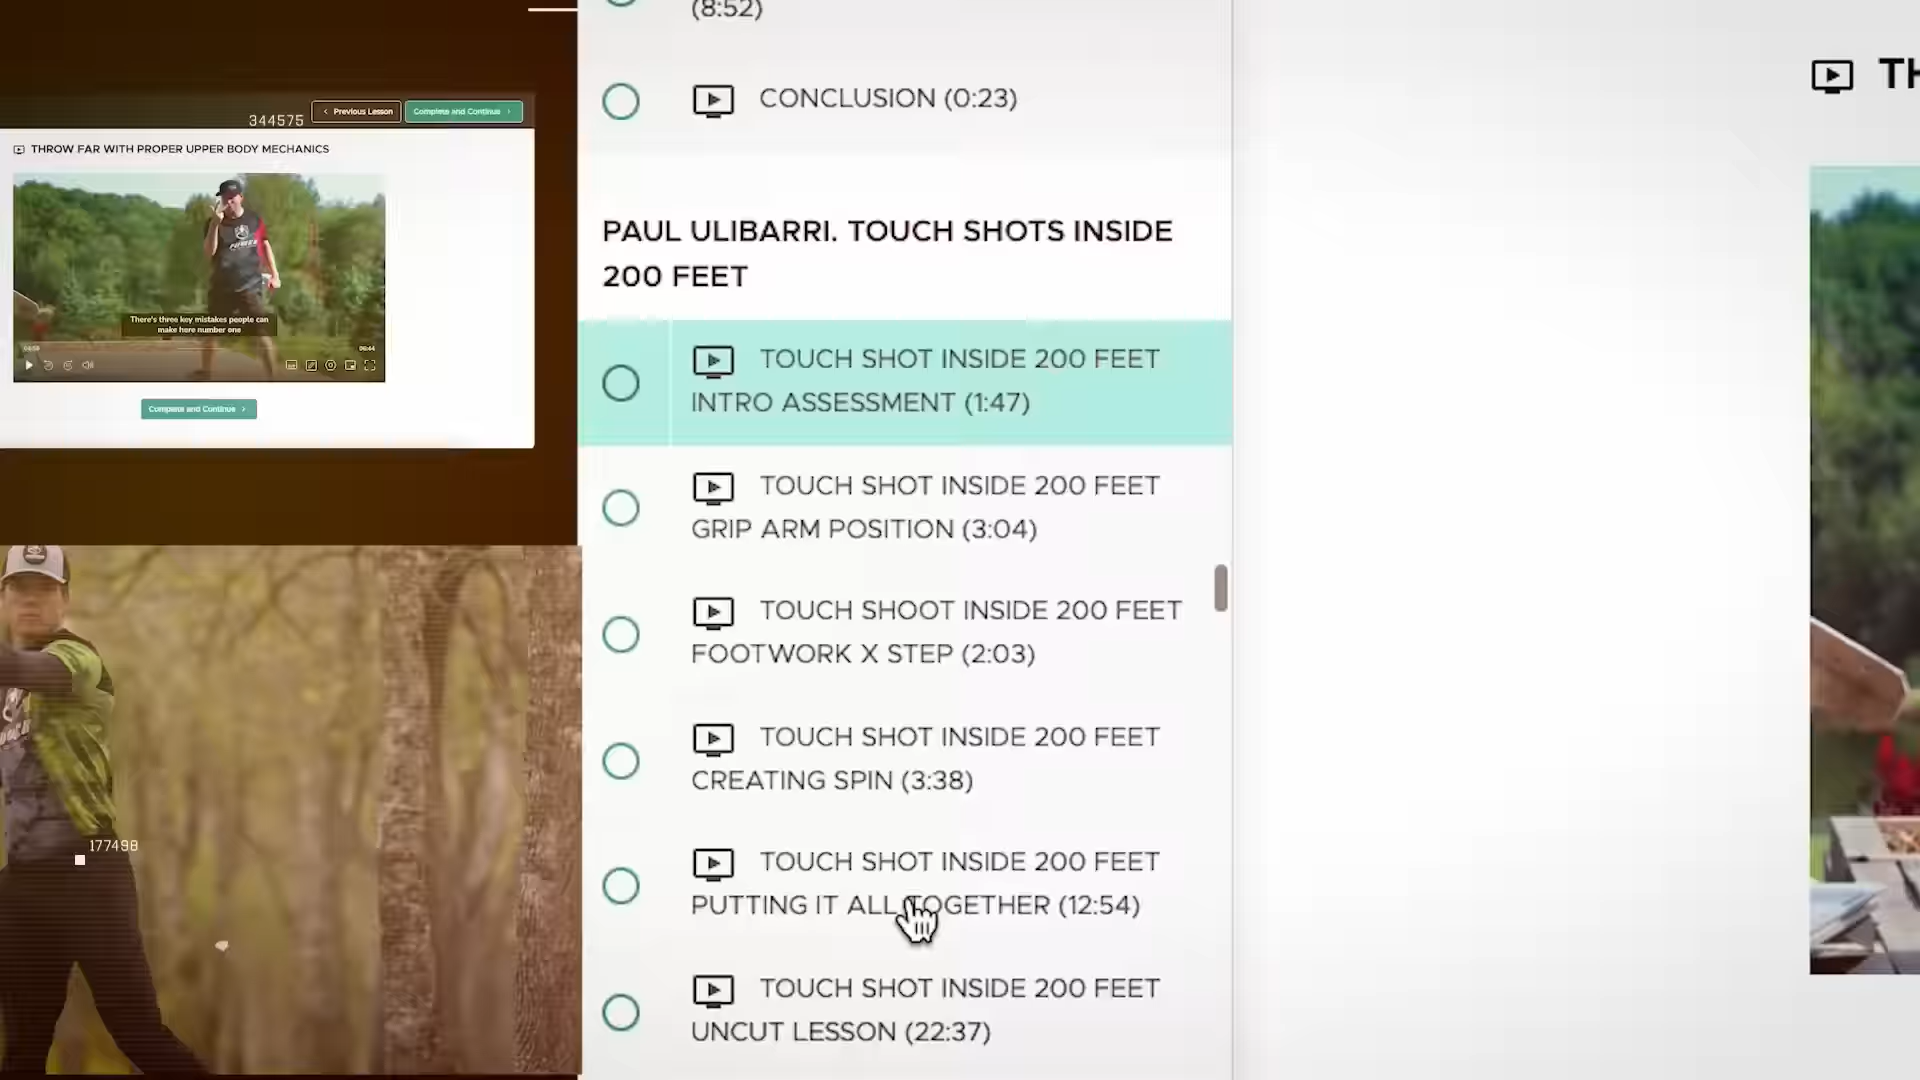 344575
Previous Lesson
Complete and Continue
THROW FAR WITH PROPER UPPER BODY MECHANICS
There's three key mistakes people can
make here number one
06:44
Complete and Continue
177498
(8:52)
CONCLUSION (0:23)
PAUL ULIBARRI. TOUCH SHOTS INSIDE
200 FEET
TOUCH SHOT INSIDE 200 FEET
INTRO ASSESSMENT (1:47)
TOUCH SHOT INSIDE 200 FEET
GRIP ARM POSITION (3:04)
TOUCH SHOOT INSIDE 200 FEET
FOOTWORK X STEP (2:03)
TOUCH SHOT INSIDE 200 FEET
CREATING SPIN (3:38)
TOUCH SHOT INSIDE 200 FEET
PUTTING IT ALL TOGETHER (12:54)
TOUCH SHOT INSIDE 200 FEET
UNCUT LESSON (22:37)
TH